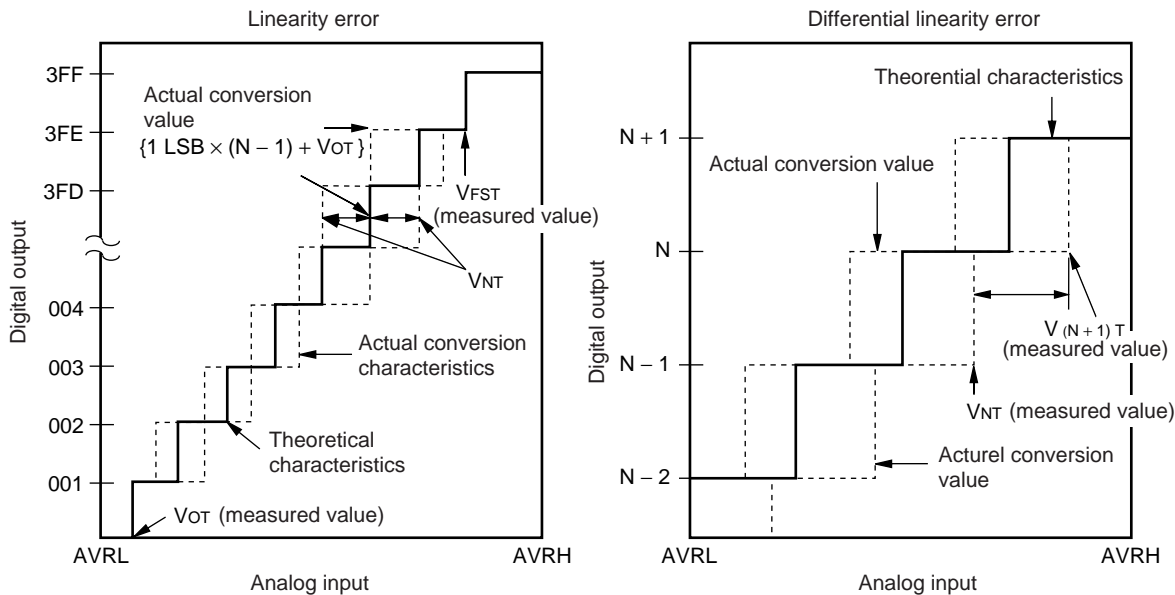 Linearity error
3FF
3FE
3FD
004
003
002
001
Digital output
Actual conversion
value
{1 LSB × (N − 1) + VOT}
VFST
(measured value)
VNT
Actual conversion
characteristics
Theoretical
characteristics
VOT (measured value)
AVRL
AVRH
Analog input
Differential linearity error
Theorential characteristics
N + 1
Actual conversion value
N
Digital output
V (N + 1) T
(measured value)
N − 1
VNT (measured value)
Acturel conversion
value
N − 2
AVRL
AVRH
Analog input